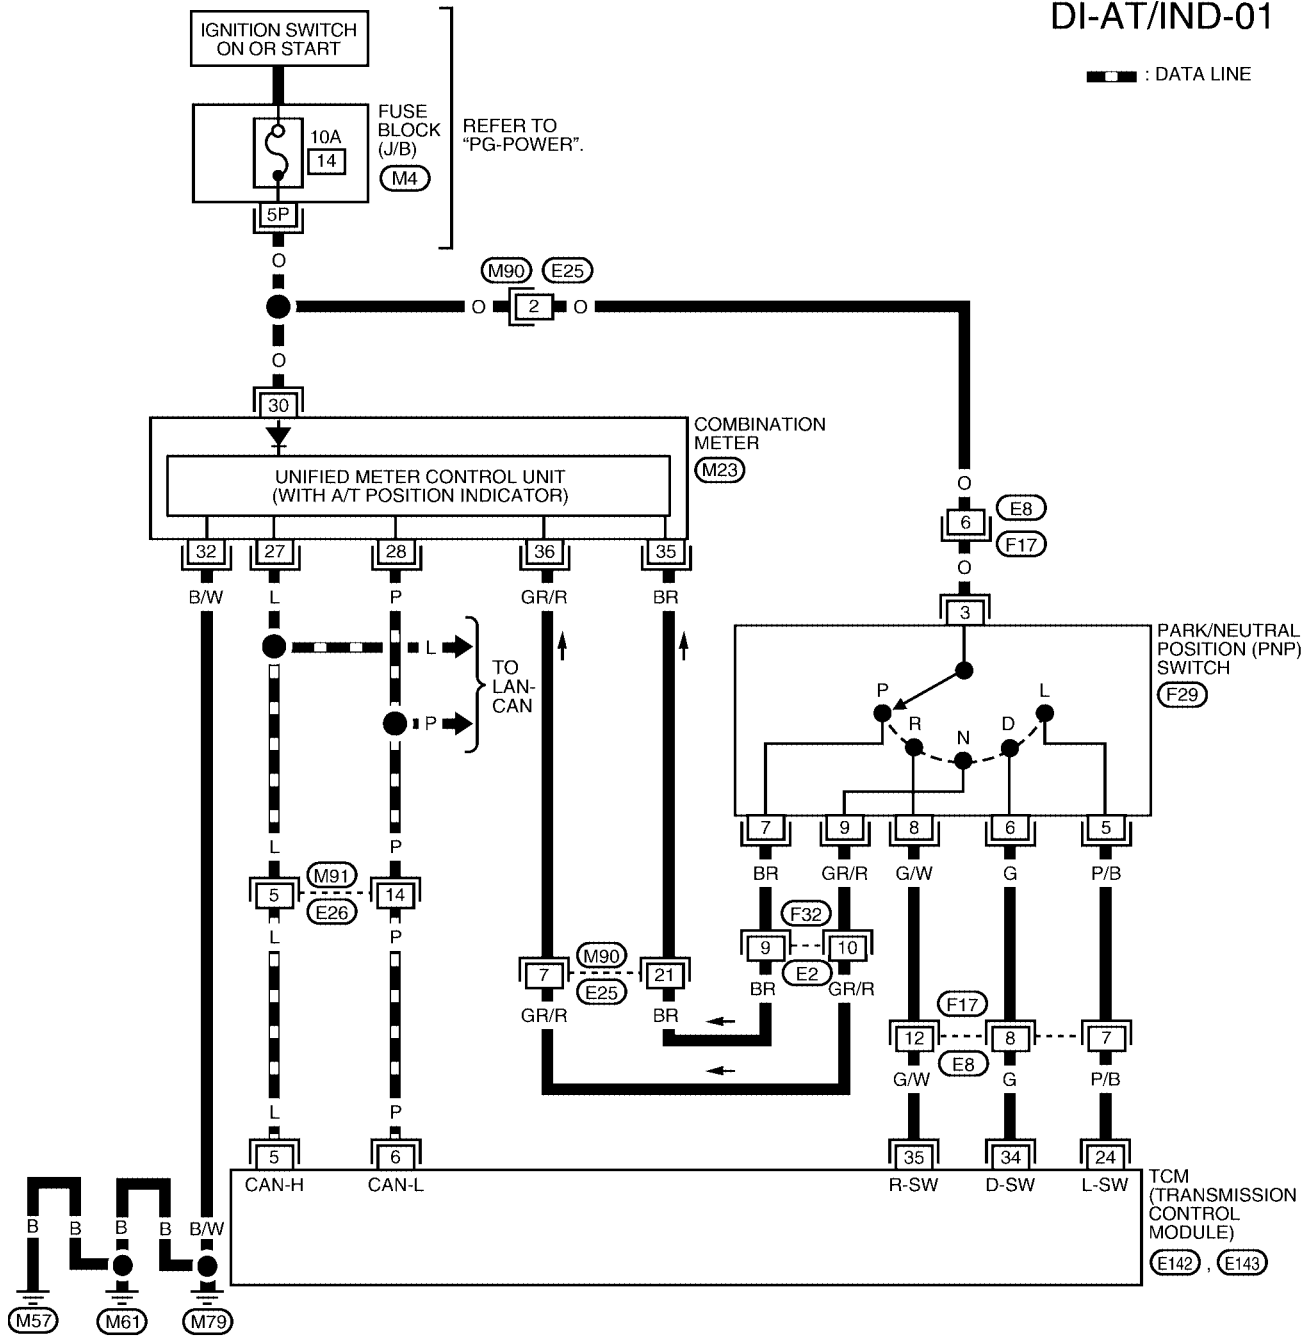 DI-AT/IND-01
: DATA LINE
IGNITION SWITCH
ON OR START
FUSE
BLOCK
(J/B)
M4
10A
14
REFER TO
“PG-POWER”.
5P
O
M90 E25
O 2 O
O
30
COMBINATION
METER
M23
UNIFIED METER CONTROL UNIT
(WITH A/T POSITION INDICATOR)
O
6
E8
F17
O
32 27 28 36 35
B/W L P GR/R BR
3
PARK/NEUTRAL
POSITION (PNP)
SWITCH
F29
L
P
TO
LAN-
CAN
P R N D L
7 9 8 6 5
BR GR/R G/W G P/B
L P
5 M91 14
E26
L P
F32
9 10
E2
BR GR/R
M90
7 21
E25
GR/R BR
F17
12 8 7
E8
G/W G P/B
L P
5 6 35 34 24
CAN-H CAN-L R-SW D-SW L-SW
TCM
(TRANSMISSION
CONTROL
MODULE)
E142 , E143
B B B B B/W
M57 M61 M79